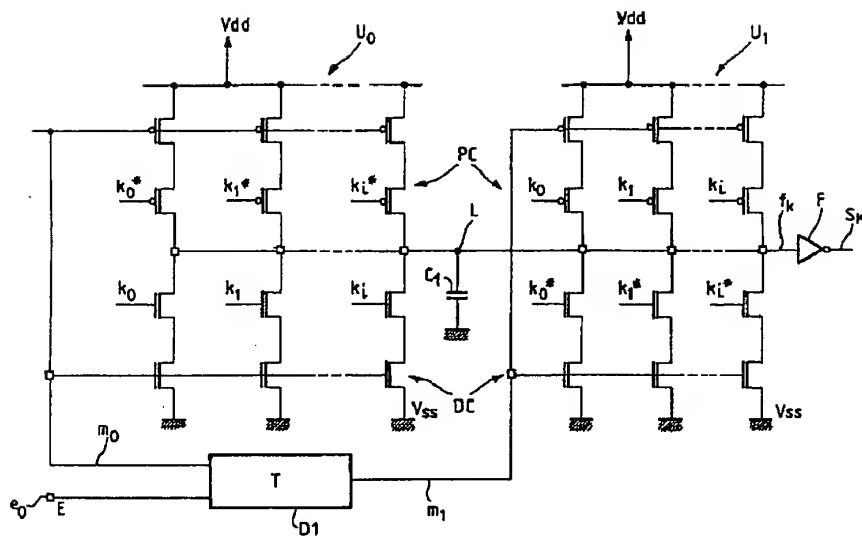 Vdd U₀ Vdd U₁
PC
k₀* k₁* kᵢ* k₀ k₁ kᵢ
L fₖ F Sₖ
C₁
k₀ k₁ kᵢ k₀* k₁* kᵢ*
DC
Vss Vss
m₀
T
m₁
e₀ E
D1